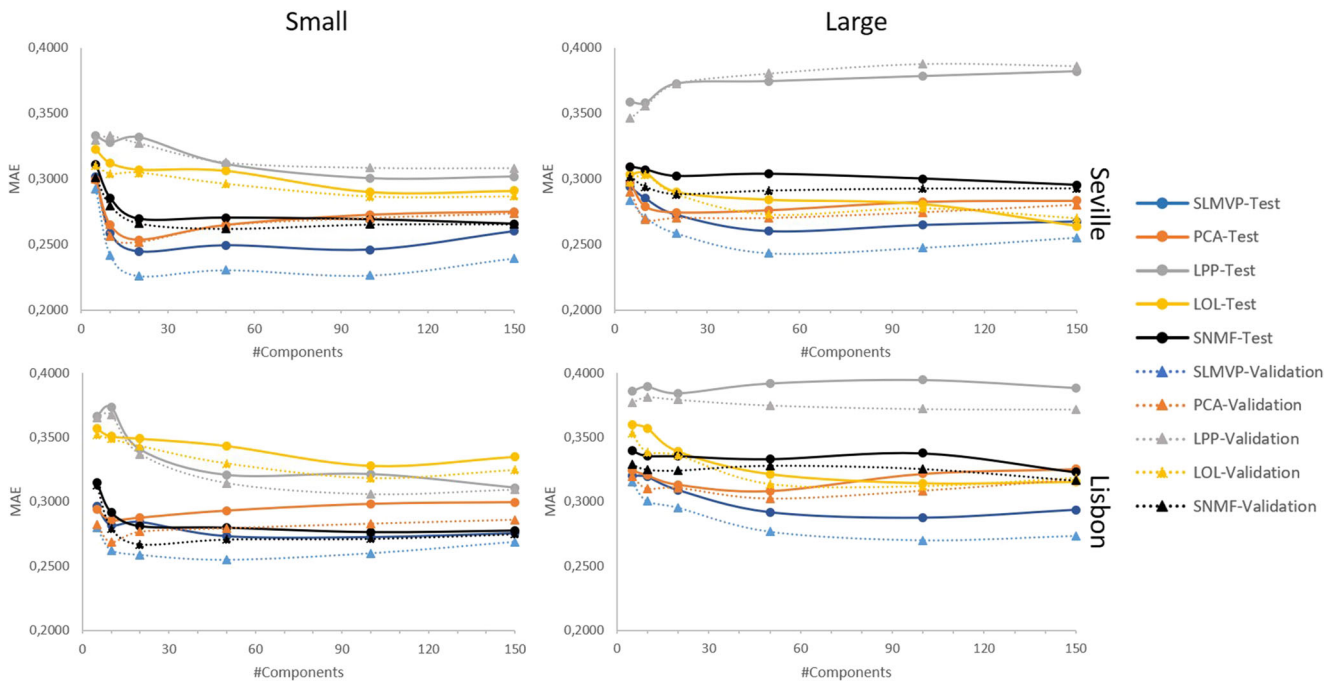 Small
Large
0,4000
0,3500
0,3000
0,2500
0,2000
MAE
0 30 60 90 120 150
#Components
0,4000
0,3500
0,3000
0,2500
0,2000
MAE
0 30 60 90 120 150
#Components
Seville
0,4000
0,3500
0,3000
0,2500
0,2000
MAE
0 30 60 90 120 150
#Components
0,4000
0,3500
0,3000
0,2500
0,2000
MAE
0 30 60 90 120 150
#Components
Lisbon
SLMVP-Test
PCA-Test
LPP-Test
LOL-Test
SNMF-Test
SLMVP-Validation
PCA-Validation
LPP-Validation
LOL-Validation
SNMF-Validation